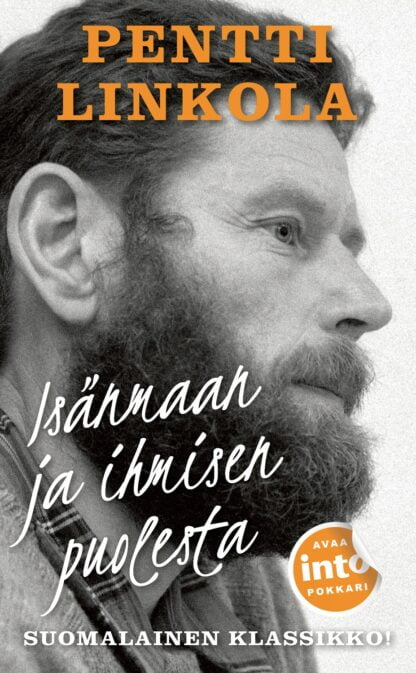 PENTTI
LINKOLA
Isänmaan
ja ihmisen
puolesta
AVAA
into
POKKARI
SUOMALAINEN KLASSIKKO!